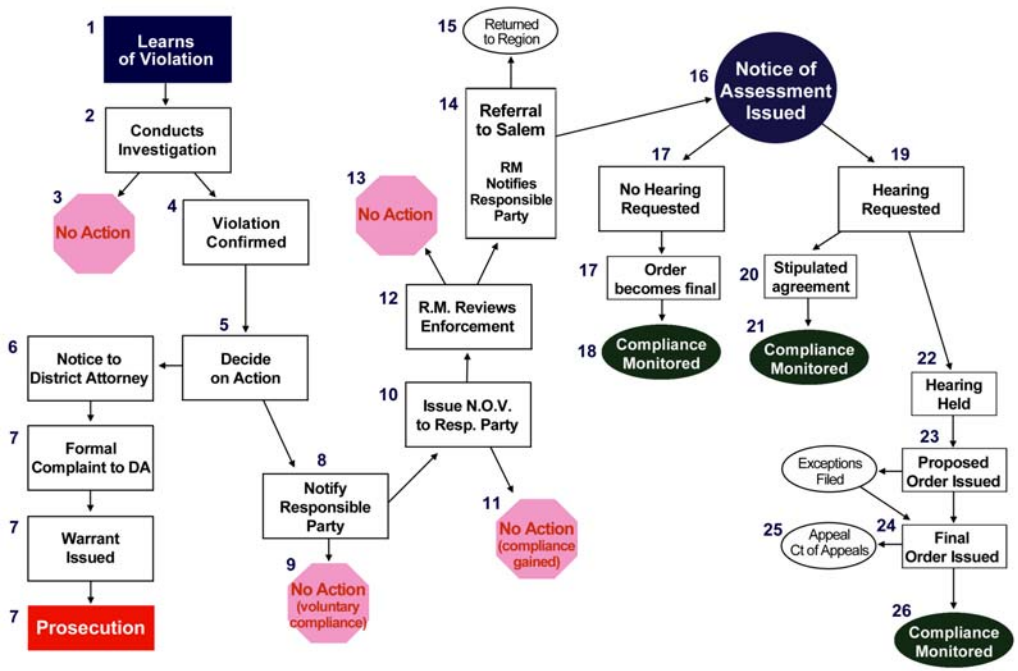 1
Learns
of Violation
2
Conducts
Investigation
3
No Action
4
Violation
Confirmed
5
Decide
on Action
6
Notice to
District Attorney
7
Formal
Complaint to DA
7
Warrant
Issued
7
Prosecution
8
Notify
Responsible
Party
9
No Action
(voluntary
compliance)
10
Issue N.O.V.
to Resp. Party
11
No Action
(compliance
gained)
12
R.M. Reviews
Enforcement
13
No Action
14
Referral
to Salem
RM
Notifies
Responsible
Party
15
Returned
to Region
16
Notice of
Assessment
Issued
17
No Hearing
Requested
17
Order
becomes final
18
Compliance
Monitored
19
Hearing
Requested
20
Stipulated
agreement
21
Compliance
Monitored
22
Hearing
Held
23
Proposed
Order Issued
Exceptions
Filed
24
Final
Order Issued
25
Appeal
Ct of Appeals
26
Compliance
Monitored